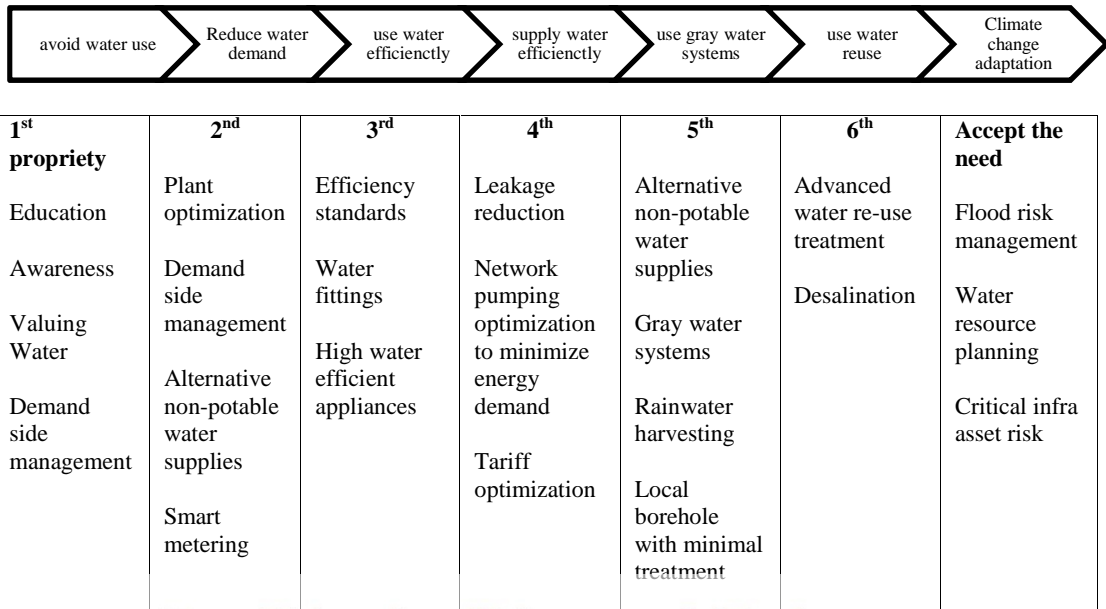 avoid water use
Reduce water
demand
use water
efficienctly
supply water
efficienctly
use gray water
systems
use water
reuse
Climate
change
adaptation
1st
propriety
Education
Awareness
Valuing
Water
Demand
side
management
2nd
Plant
optimization
Demand
side
management
Alternative
non-potable
water
supplies
Smart
metering
3rd
Efficiency
standards
Water
fittings
High water
efficient
appliances
4th
Leakage
reduction
Network
pumping
optimization
to minimize
energy
demand
Tariff
optimization
5th
Alternative
non-potable
water
supplies
Gray water
systems
Rainwater
harvesting
Local
borehole
with minimal
treatment
6th
Advanced
water re-use
treatment
Desalination
Accept the
need
Flood risk
management
Water
resource
planning
Critical infra
asset risk